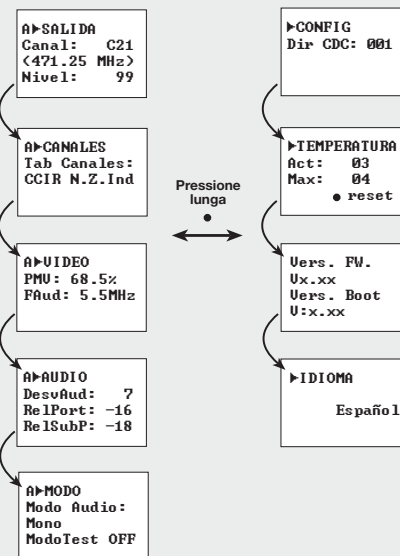 A▶SALIDA
Canal: C21
(471.25 MHz)
Nivel: 99
A▶CANALES
Tab Canales:
CCIR N.Z.Ind
A▶VIDEO
PMV: 68.5%
FAud: 5.5MHz
A▶AUDIO
DesvAud: 7
RelPort: -16
RelSubP: -18
A▶MODO
Modo Audio:
Mono
ModoTest OFF
Pressione
lunga
●
▶CONFIG
Dir CDC: 001
▶TEMPERATURA
Act: 03
Max: 04
● reset
Vers. FW.
Vx.xx
Vers. Boot
V:x.xx
▶IDIOMA
Español